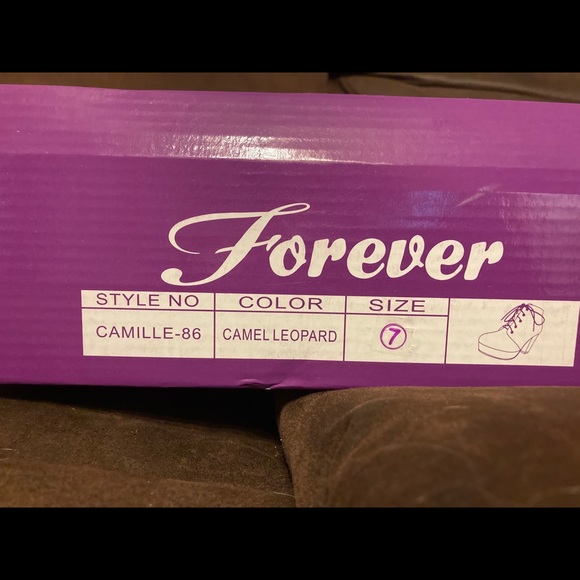 Forever
STYLE NO COLOR SIZE
CAMILLE-86 CAMEL LEOPARD 7